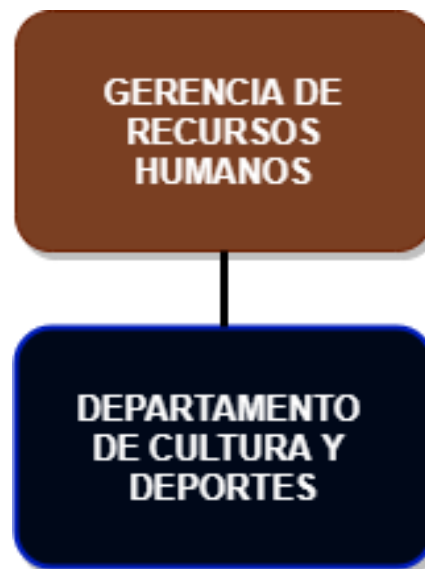 GERENCIA DE
RECURSOS
HUMANOS
DEPARTAMENTO
DE CULTURA Y
DEPORTES